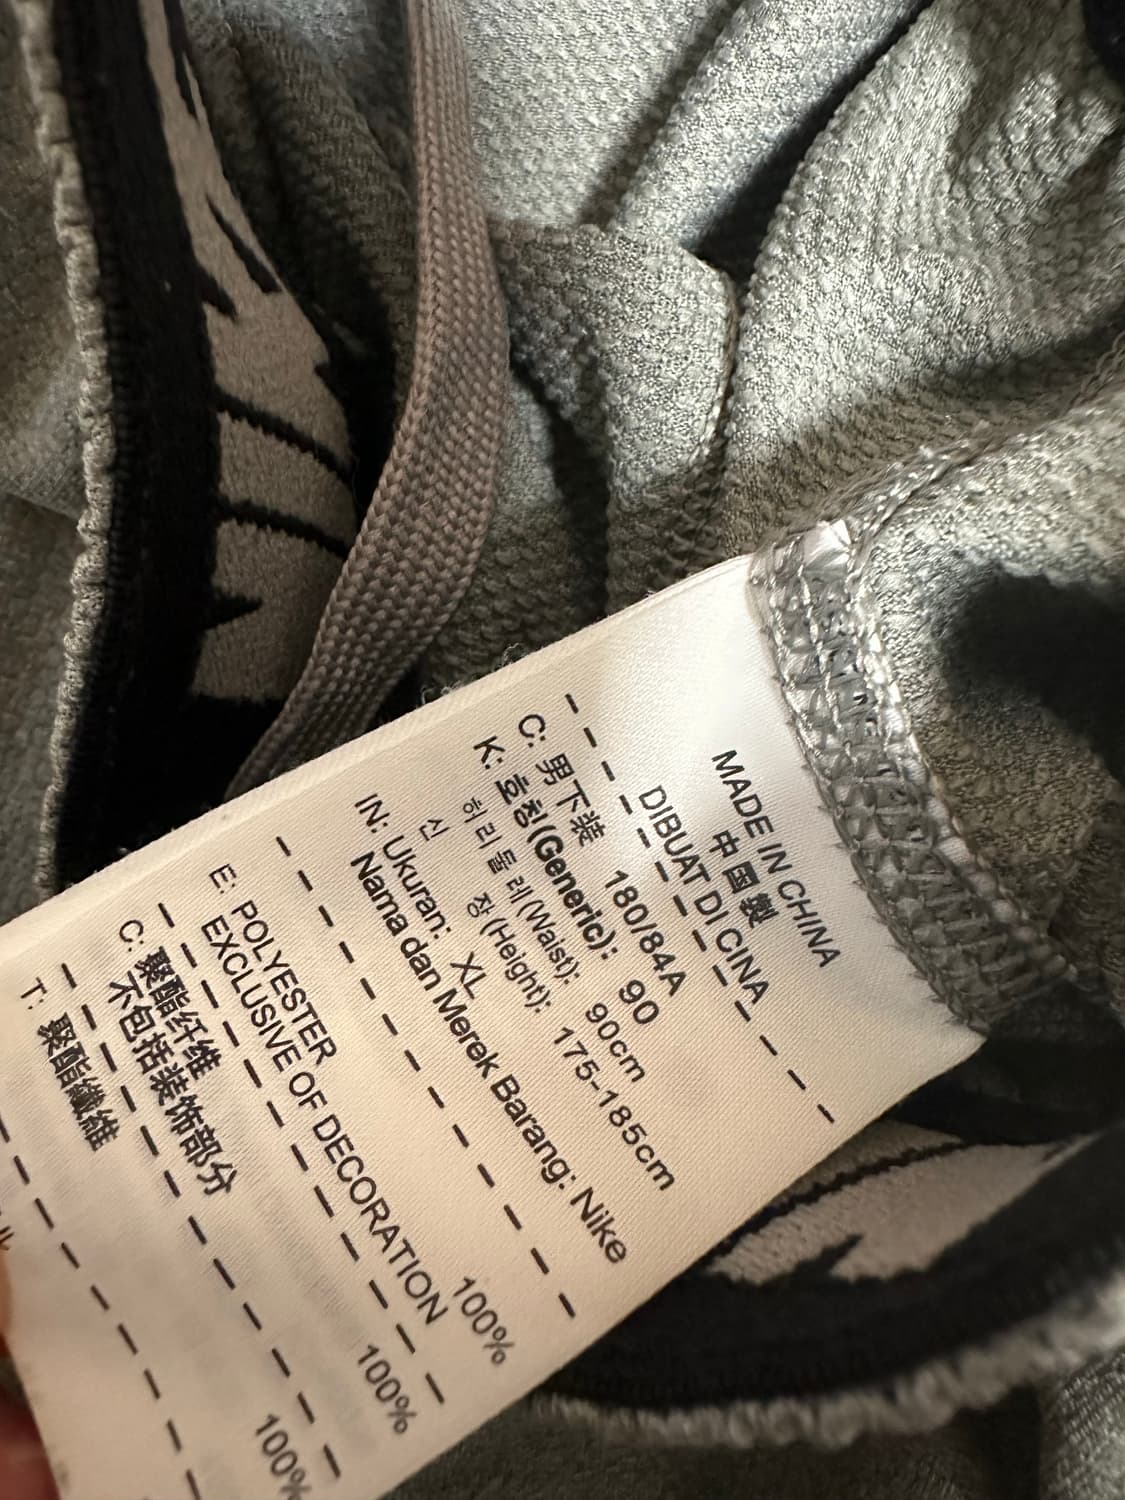 MADE IN CHINA
中国製
DIBUAT DI CINA
C: 男下装 180/84A
K: 호칭(Generic): 90
허리둘레(Waist): 90cm
신 장(Height): 175-185cm
IN: Ukuran: XL
Nama dan Merek Barang: Nike
E: POLYESTER 100%
EXCLUSIVE OF DECORATION
C: 聚酯纤维 100%
不包括装饰部分
T: 聚酯纖維 100%